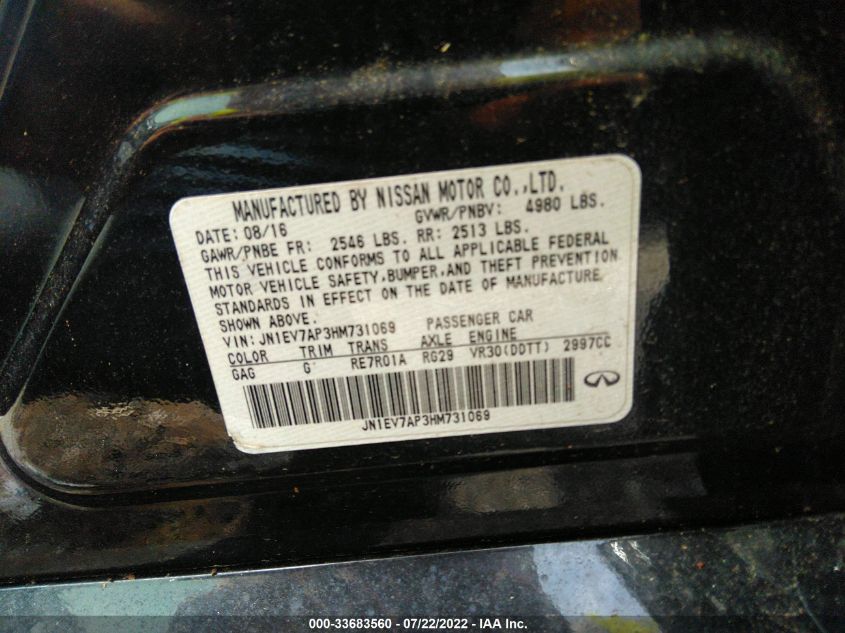 MANUFACTURED BY NISSAN MOTOR CO.,LTD.
DATE: 08/16 GVWR/PNBV: 4980 LBS.
GAWR/PNBE FR: 2546 LBS. RR: 2513 LBS.
THIS VEHICLE CONFORMS TO ALL APPLICABLE FEDERAL
MOTOR VEHICLE SAFETY,BUMPER,AND THEFT PREVENTION
STANDARDS IN EFFECT ON THE DATE OF MANUFACTURE
SHOWN ABOVE.
VIN: JN1EV7AP3HM731069 PASSENGER CAR
COLOR TRIM TRANS AXLE ENGINE
GAG G RE7R01A RG29 VR30(DDTT) 2997CC
JN1EV7AP3HM731069
000-33683560 - 07/22/2022 - IAA Inc.